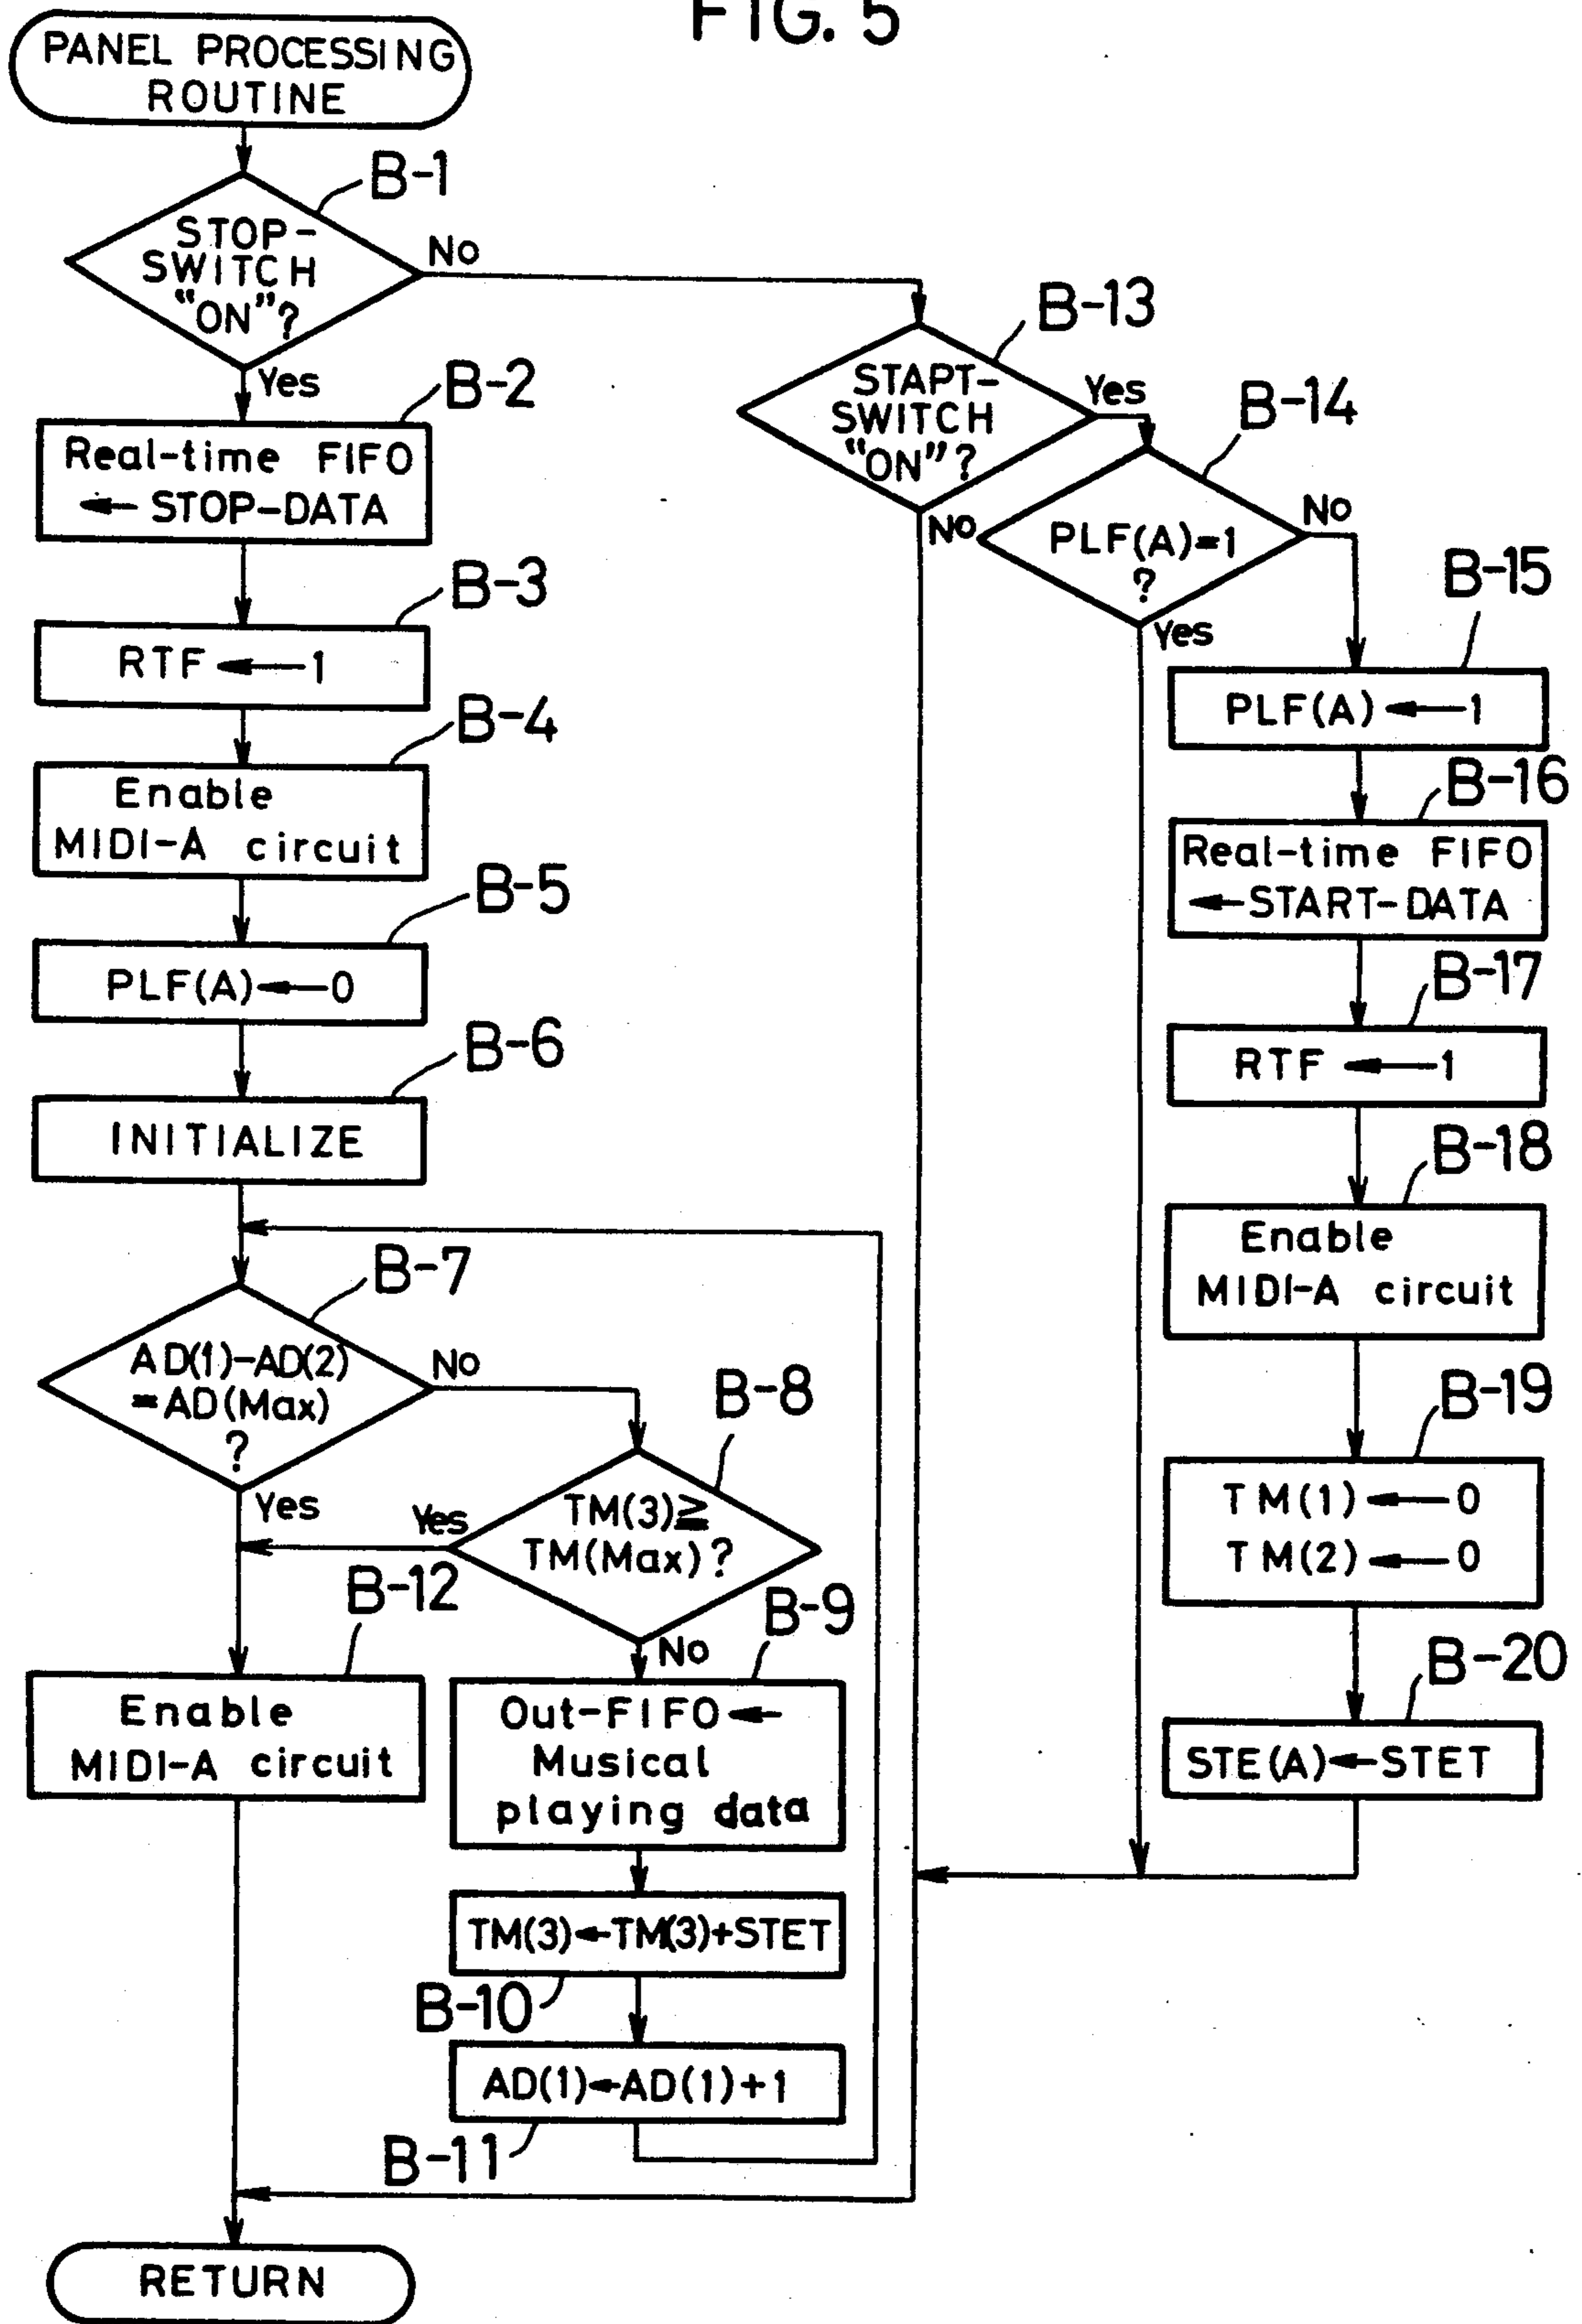 FIG. 5
PANEL PROCESSING
ROUTINE
B-1
STOP-
SWITCH
"ON"?
No
Yes
B-2
Real-time FIFO
← STOP-DATA
B-3
RTF ← 1
B-4
Enable
MIDI-A circuit
B-5
PLF(A) ← 0
B-6
INITIALIZE
B-7
AD(1)-AD(2)
=AD(Max)
?
No
Yes
B-8
TM(3)≧
TM(Max)?
Yes
No
B-9
Out-FIFO ←
Musical
playing data
TM(3)←TM(3)+STET
B-10
AD(1)←AD(1)+1
B-11
B-12
Enable
MIDI-A circuit
B-13
STAPT-
SWITCH
"ON"?
Yes
No
B-14
PLF(A)=1
?
No
Yes
B-15
PLF(A) ← 1
B-16
Real-time FIFO
←START-DATA
B-17
RTF ← 1
B-18
Enable
MIDI-A circuit
B-19
TM(1) ← 0
TM(2) ← 0
B-20
STE(A)←STET
RETURN